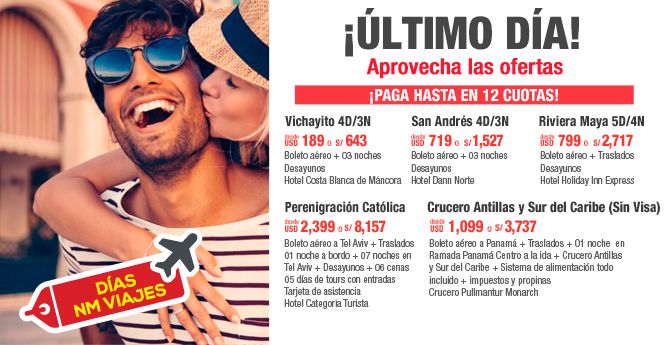 ¡ÚLTIMO DÍA!
Aprovecha las ofertas
¡PAGA HASTA EN 12 CUOTAS!
Vichayito 4D/3N
desde USD 189 o S/ 643
Boleto aéreo + 03 noches
Desayunos
Hotel Costa Blanca de Máncora
San Andrés 4D/3N
desde USD 719 o S/ 1,527
Boleto aéreo + 03 noches
Desayunos
Hotel Dann Norte
Riviera Maya 5D/4N
desde USD 799 o S/ 2,717
Boleto aéreo + Traslados
Desayunos
Hotel Holiday Inn Express
Perenigración Católica
desde USD 2,399 o S/ 8,157
Boleto aéreo a Tel Aviv + Traslados
01 noche a bordo + 07 noches en
Tel Aviv + Desayunos + 06 cenas
05 días de tours con entradas
Tarjeta de asistencia
Hotel Categoria Turista
Crucero Antillas y Sur del Caribe (Sin Visa)
desde USD 1,099 o S/ 3,737
Boleto aéreo a Panamá + Traslados + 01 noche en
Ramada Panamá Centro a la ida + Crucero Antillas
y Sur del Caribe + Sistema de alimentación todo
incluido + impuestos y propinas
Crucero Pullmantur Monarch
DÍAS
NM VIAJES